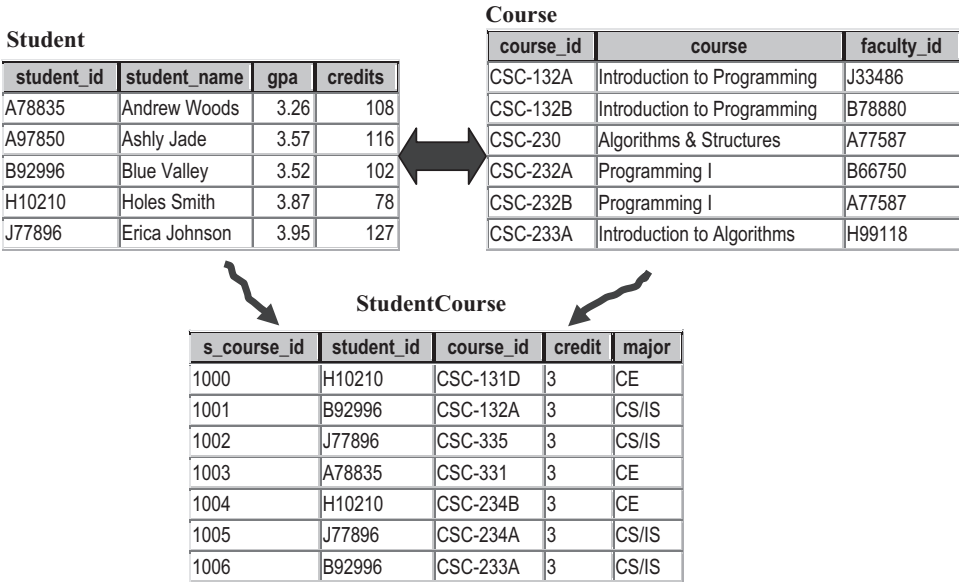 Student
student_id student_name gpa credits
A78835 Andrew Woods 3.26 108
A97850 Ashly Jade 3.57 116
B92996 Blue Valley 3.52 102
H10210 Holes Smith 3.87 78
J77896 Erica Johnson 3.95 127
Course
course_id course faculty_id
CSC-132A Introduction to Programming J33486
CSC-132B Introduction to Programming B78880
CSC-230 Algorithms & Structures A77587
CSC-232A Programming I B66750
CSC-232B Programming I A77587
CSC-233A Introduction to Algorithms H99118
StudentCourse
s_course_id student_id course_id credit major
1000 H10210 CSC-131D 3 CE
1001 B92996 CSC-132A 3 CS/IS
1002 J77896 CSC-335 3 CS/IS
1003 A78835 CSC-331 3 CE
1004 H10210 CSC-234B 3 CE
1005 J77896 CSC-234A 3 CS/IS
1006 B92996 CSC-233A 3 CS/IS